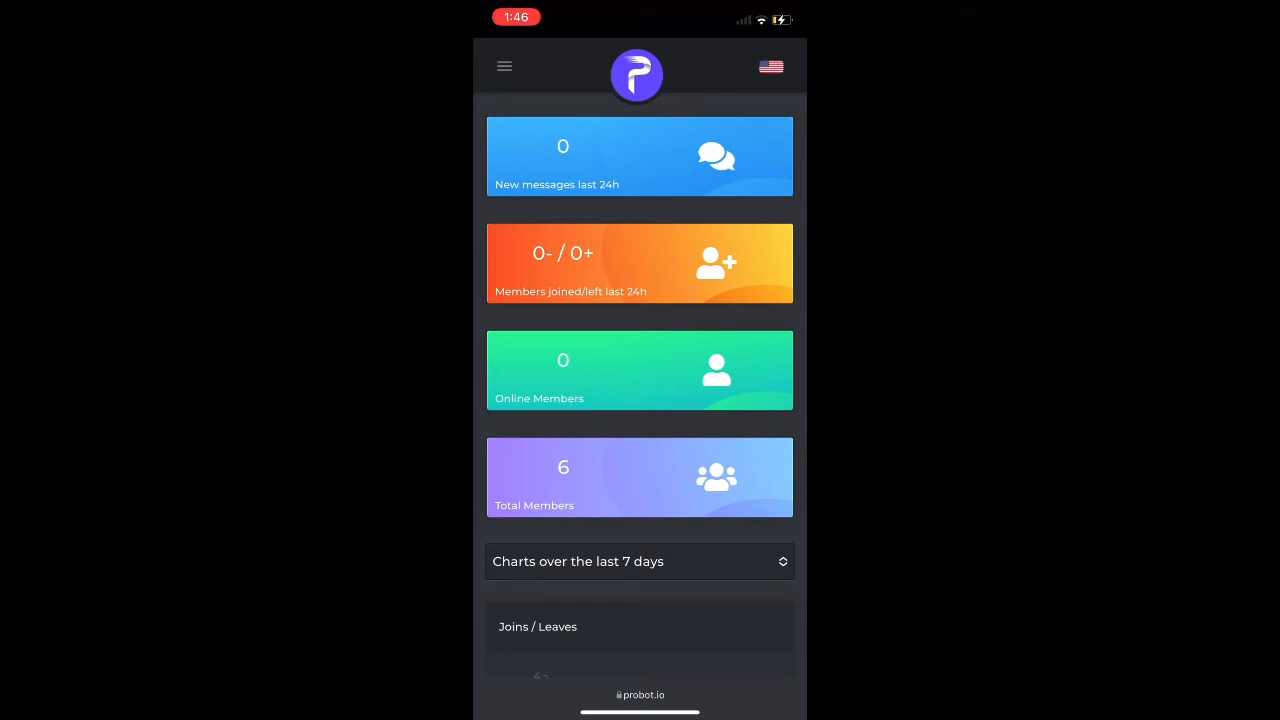 1:46
0
New messages last 24h
0- / 0+
Members joined/left last 24h
0
Online Members
6
Total Members
Charts over the last 7 days
Joins / Leaves
probot.io